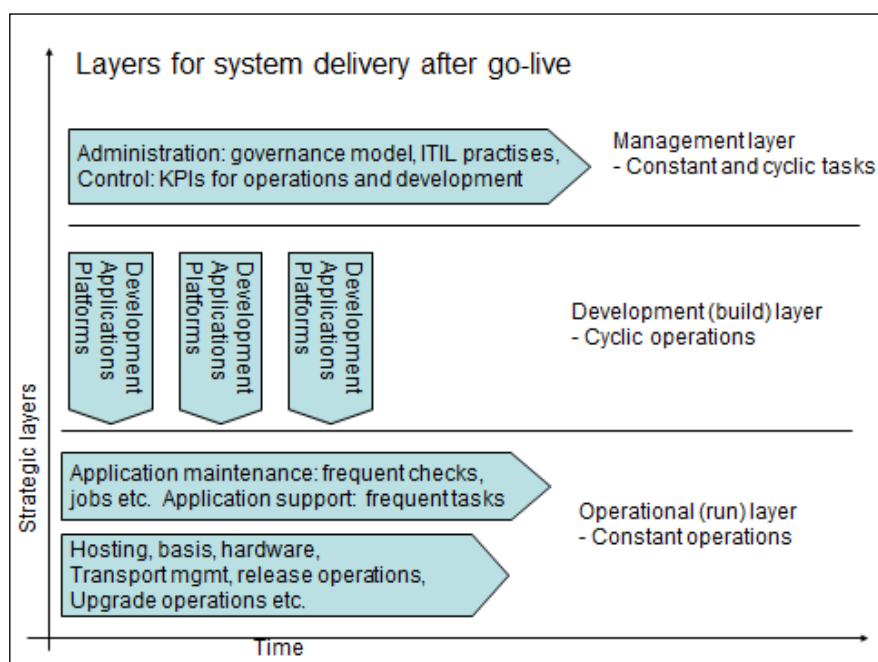 Layers for system delivery after go-live
Administration: governance model, ITIL practises,
Control: KPIs for operations and development
Management layer
- Constant and cyclic tasks
Development
Applications
Platforms
Development
Applications
Platforms
Development
Applications
Platforms
Development (build) layer
- Cyclic operations
Application maintenance: frequent checks,
jobs etc. Application support: frequent tasks
Hosting, basis, hardware,
Transport mgmt, release operations,
Upgrade operations etc.
Operational (run) layer
- Constant operations
Strategic layers
Time